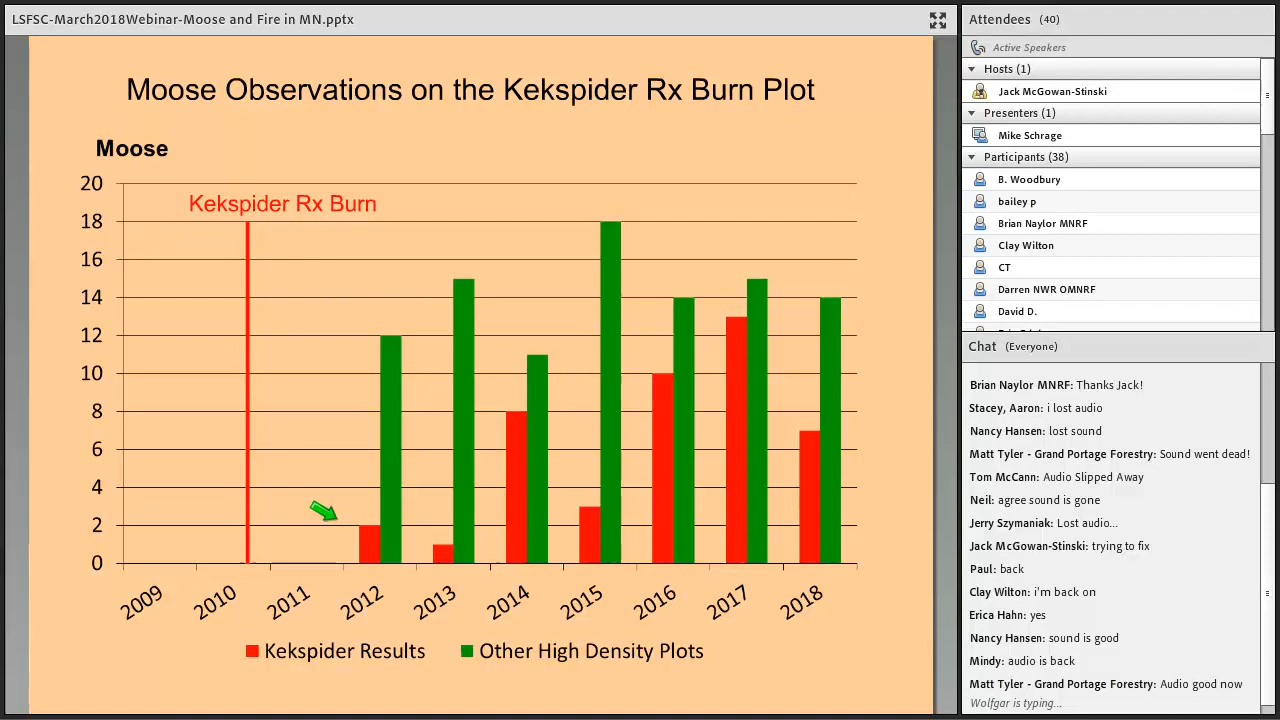 LSFSC-March2018Webinar-Moose and Fire in MN.pptx
Moose Observations on the Kekspider Rx Burn Plot
Moose
20
18
16
14
12
10
8
6
4
2
0
Kekspider Rx Burn
2009
2010
2011
2012
2013
2014
2015
2016
2017
2018
Kekspider Results
Other High Density Plots
Attendees (40)
Active Speakers
Hosts (1)
Jack McGowan-Stinski
Presenters (1)
Mike Schrage
Participants (38)
B. Woodbury
bailey p
Brian Naylor MNRF
Clay Wilton
CT
Darren NWR OMNRF
David D.
Chat (Everyone)
Brian Naylor MNRF: Thanks Jack!
Stacey, Aaron: i lost audio
Nancy Hansen: lost sound
Matt Tyler - Grand Portage Forestry: Sound went dead!
Tom McCann: Audio Slipped Away
Neil: agree sound is gone
Jerry Szymaniak: Lost audio...
Jack McGowan-Stinski: trying to fix
Paul: back
Clay Wilton: i'm back on
Erica Hahn: yes
Nancy Hansen: sound is good
Mindy: audio is back
Matt Tyler - Grand Portage Forestry: Audio good now
Wolfgar is typing...